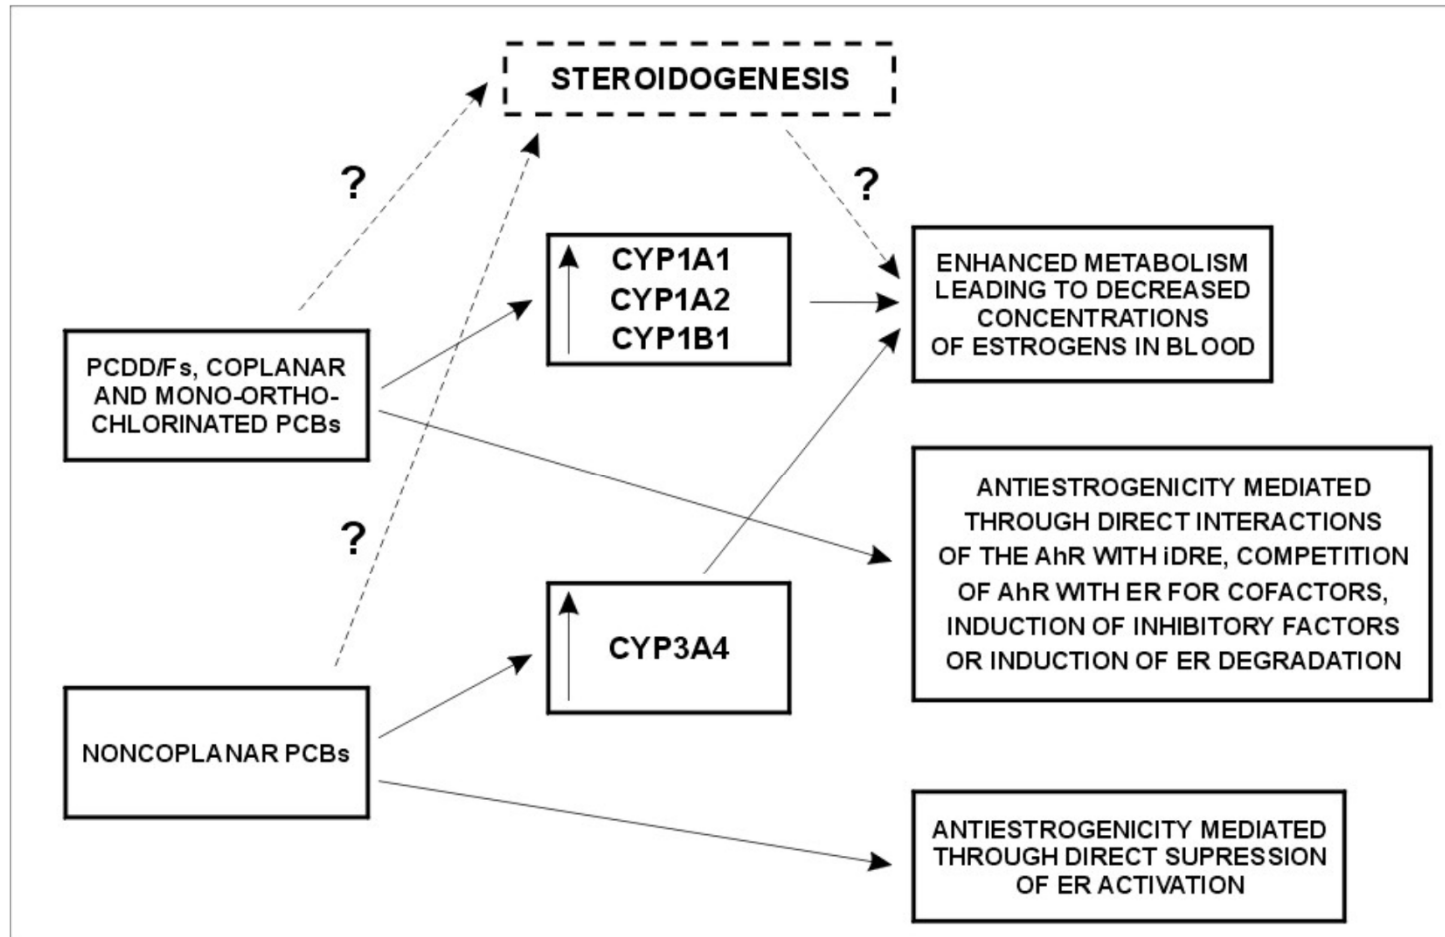 STEROIDOGENESIS
?
?
CYP1A1
CYP1A2
CYP1B1
ENHANCED METABOLISM
LEADING TO DECREASED
CONCENTRATIONS
OF ESTROGENS IN BLOOD
PCDD/Fs, COPLANAR
AND MONO-ORTHO-
CHLORINATED PCBs
ANTIESTROGENICITY MEDIATED
THROUGH DIRECT INTERACTIONS
OF THE AhR WITH iDRE, COMPETITION
OF AhR WITH ER FOR COFACTORS,
INDUCTION OF INHIBITORY FACTORS
OR INDUCTION OF ER DEGRADATION
?
CYP3A4
NONCOPLANAR PCBs
ANTIESTROGENICITY MEDIATED
THROUGH DIRECT SUPRESSION
OF ER ACTIVATION